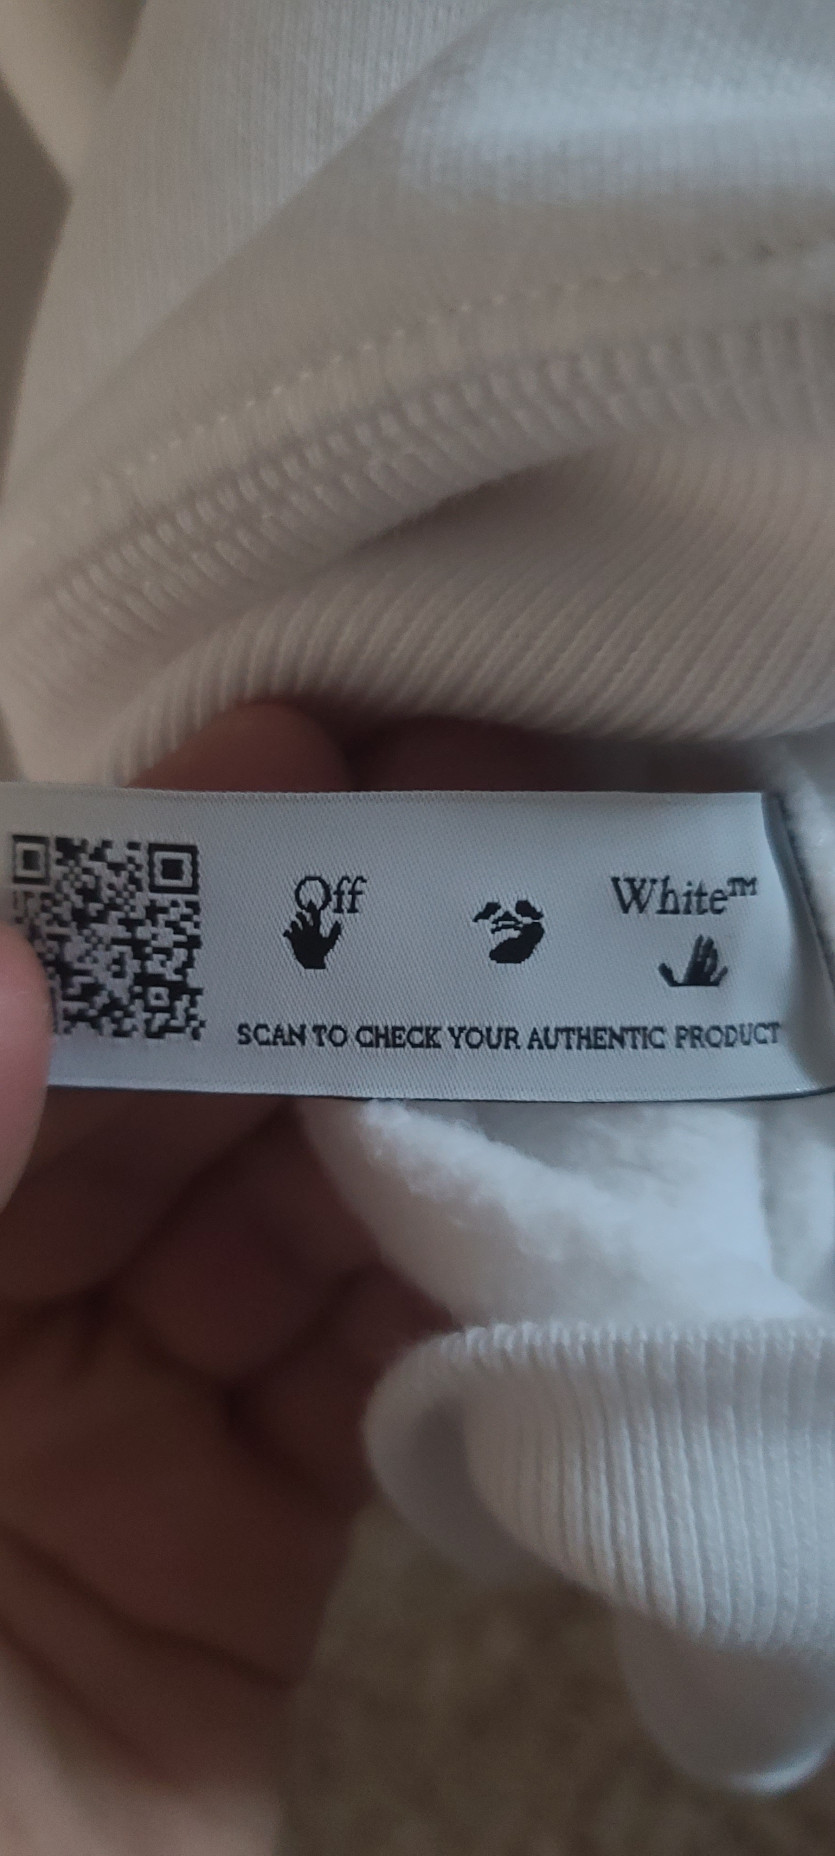 Off White™
SCAN TO CHECK YOUR AUTHENTIC PRODUCT